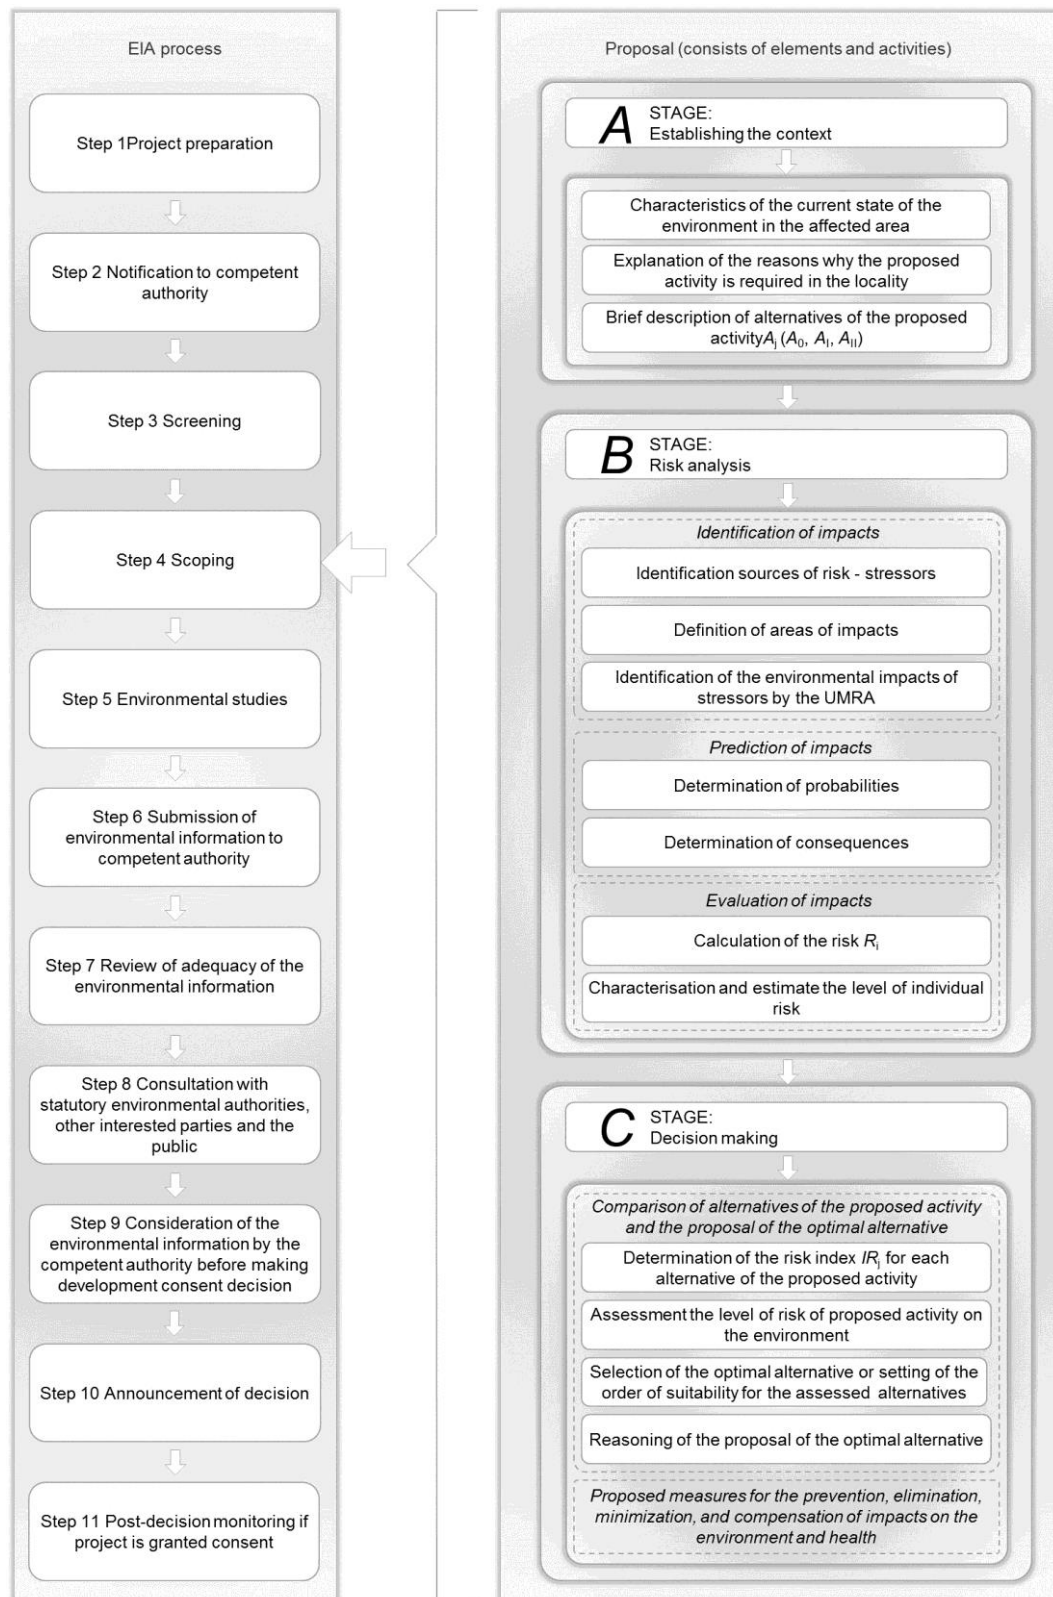 EIA process
Step 1Project preparation
Step 2 Notification to competent
authority
Step 3 Screening
Step 4 Scoping
Step 5 Environmental studies
Step 6 Submission of
environmental information to
competent authority
Step 7 Review of adequacy of the
environmental information
Step 8 Consultation with
statutory environmental authorities,
other interested parties and the
public
Step 9 Consideration of the
environmental information by the
competent authority before making
development consent decision
Step 10 Announcement of decision
Step 11 Post-decision monitoring if
project is granted consent
Proposal (consists of elements and activities)
A STAGE:
Establishing the context
Characteristics of the current state of the
environment in the affected area
Explanation of the reasons why the proposed
activity is required in the locality
Brief description of alternatives of the proposed
activityAj (A0, AI, AII)
B STAGE:
Risk analysis
Identification of impacts
Identification sources of risk - stressors
Definition of areas of impacts
Identification of the environmental impacts of
stressors by the UMRA
Prediction of impacts
Determination of probabilities
Determination of consequences
Evaluation of impacts
Calculation of the risk Ri
Characterisation and estimate the level of individual
risk
C STAGE:
Decision making
Comparison of alternatives of the proposed activity
and the proposal of the optimal alternative
Determination of the risk index IRj for each
alternative of the proposed activity
Assessment the level of risk of proposed activity on
the environment
Selection of the optimal alternative or setting of the
order of suitability for the assessed alternatives
Reasoning of the proposal of the optimal alternative
Proposed measures for the prevention, elimination,
minimization, and compensation of impacts on the
environment and health